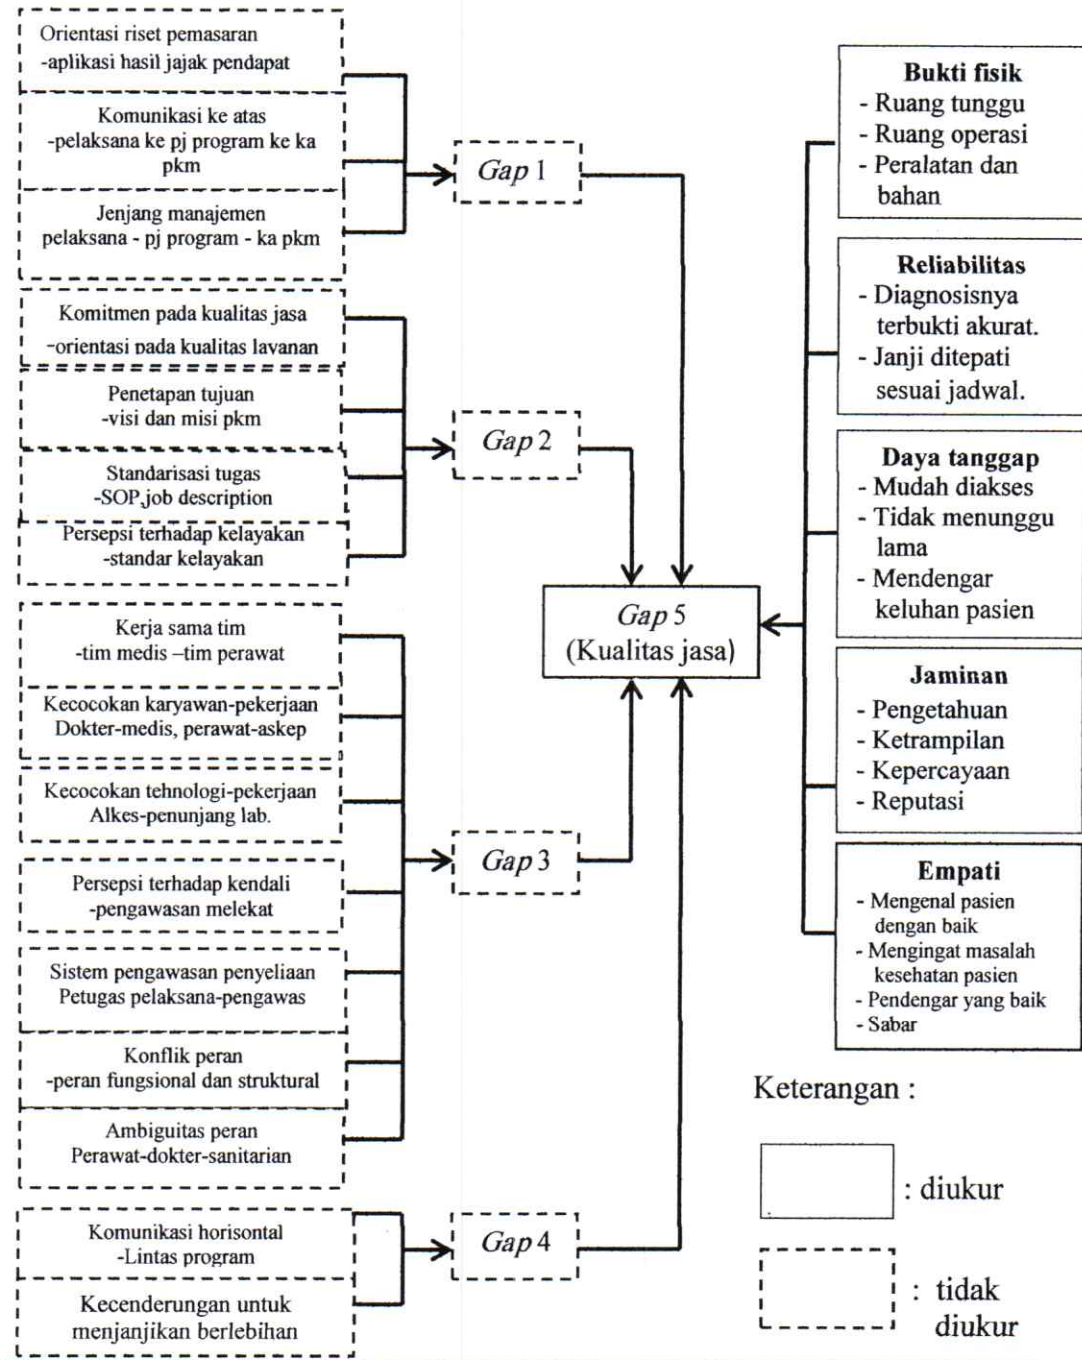 Orientasi riset pemasaran
-aplikasi hasil jajak pendapat
Komunikasi ke atas
-pelaksana ke pj program ke ka
pkm
Jenjang manajemen
pelaksana - pj program - ka pkm
Gap 1
Komitmen pada kualitas jasa
-orientasi pada kualitas layanan
Penetapan tujuan
-visi dan misi pkm
Standarisasi tugas
-SOP,job description
Persepsi terhadap kelayakan
-standar kelayakan
Gap 2
Kerja sama tim
-tim medis –tim perawat
Kecocokan karyawan-pekerjaan
Dokter-medis, perawat-askep
Kecocokan tehnologi-pekerjaan
Alkes-penunjang lab.
Persepsi terhadap kendali
-pengawasan melekat
Sistem pengawasan penyeliaan
Petugas pelaksana-pengawas
Konflik peran
-peran fungsional dan struktural
Ambiguitas peran
Perawat-dokter-sanitarian
Gap 3
Komunikasi horisontal
-Lintas program
Kecenderungan untuk
menjanjikan berlebihan
Gap 4
Gap 5
(Kualitas jasa)
Bukti fisik
- Ruang tunggu
- Ruang operasi
- Peralatan dan
bahan
Reliabilitas
- Diagnosisnya
terbukti akurat.
- Janji ditepati
sesuai jadwal.
Daya tanggap
- Mudah diakses
- Tidak menunggu
lama
- Mendengar
keluhan pasien
Jaminan
- Pengetahuan
- Ketrampilan
- Kepercayaan
- Reputasi
Empati
- Mengenal pasien
dengan baik
- Mengingat masalah
kesehatan pasien
- Pendengar yang baik
- Sabar
Keterangan :
: diukur
: tidak
diukur